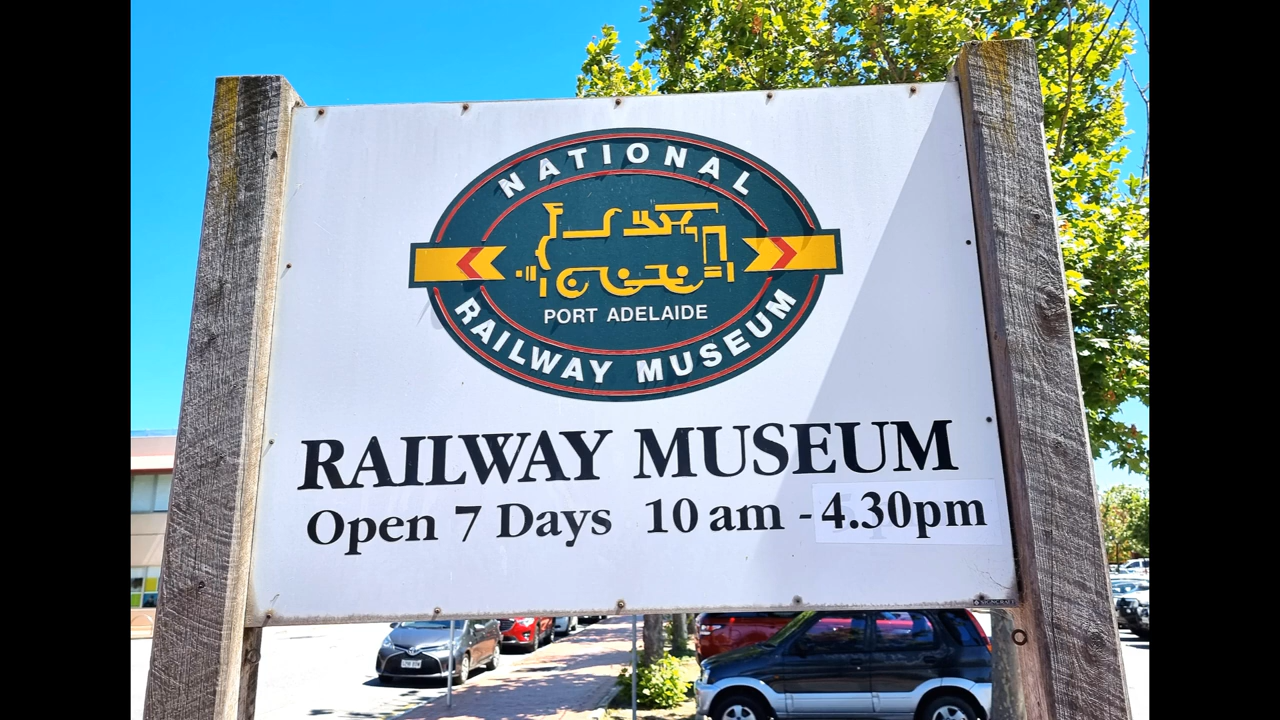 NATIONAL
PORT ADELAIDE
RAILWAY MUSEUM
RAILWAY MUSEUM
Open 7 Days 10 am - 4.30pm